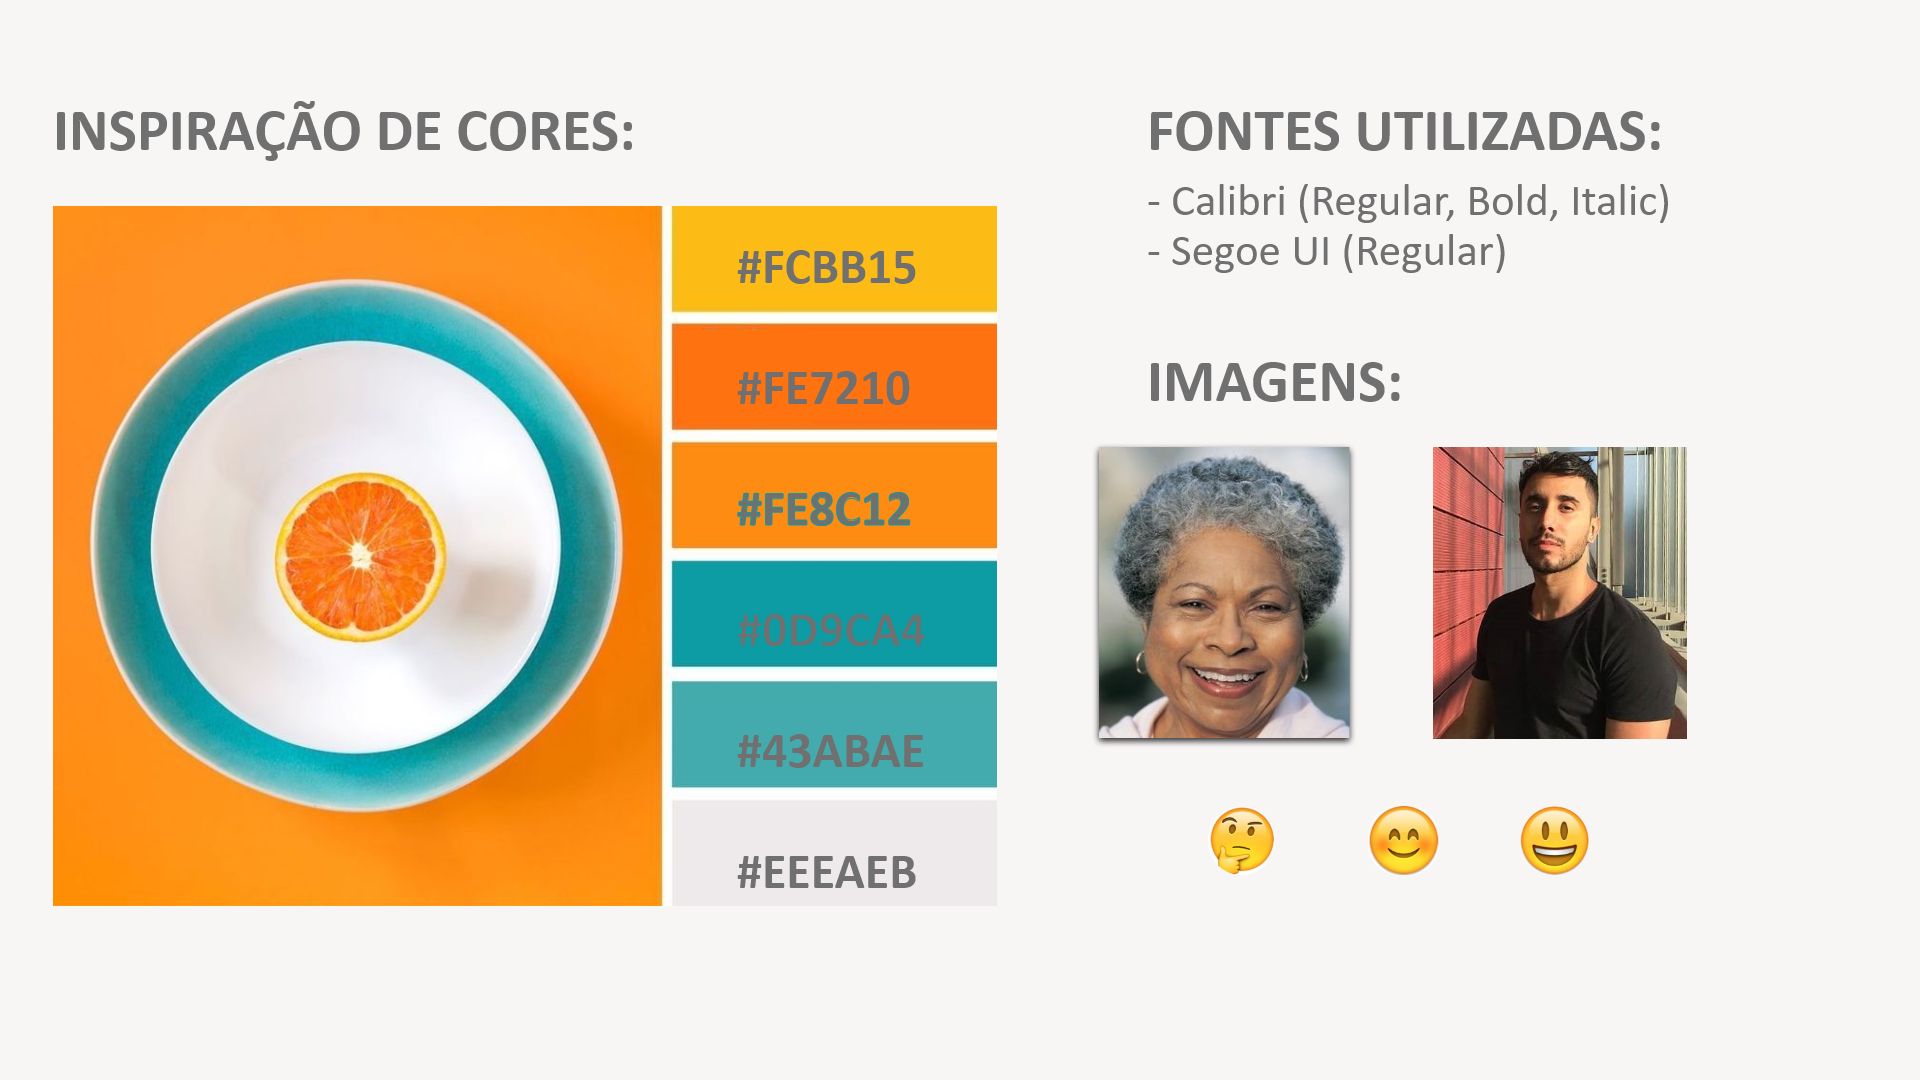 INSPIRAÇÃO DE CORES:
#FCBB15
#FE7210
#FE8C12
#0D9CA4
#43ABAE
#EEEAEB
FONTES UTILIZADAS:
- Calibri (Regular, Bold, Italic)
- Segoe UI (Regular)
IMAGENS: